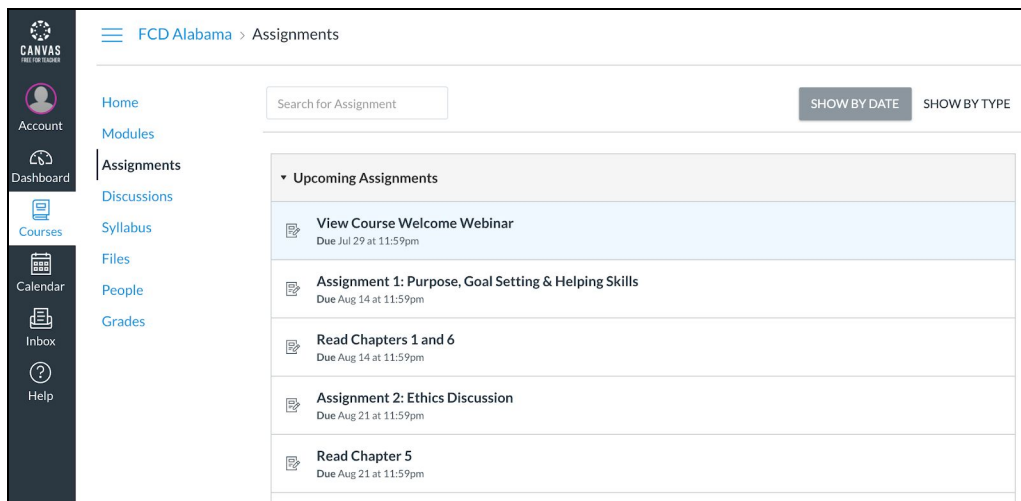 CANVAS
FREE FOR TEACHER
Account
Dashboard
Courses
Calendar
Inbox
Help
FCD Alabama > Assignments
Home
Modules
Assignments
Discussions
Syllabus
Files
People
Grades
Search for Assignment
SHOW BY DATE
SHOW BY TYPE
Upcoming Assignments
View Course Welcome Webinar
Due Jul 29 at 11:59pm
Assignment 1: Purpose, Goal Setting & Helping Skills
Due Aug 14 at 11:59pm
Read Chapters 1 and 6
Due Aug 14 at 11:59pm
Assignment 2: Ethics Discussion
Due Aug 21 at 11:59pm
Read Chapter 5
Due Aug 21 at 11:59pm